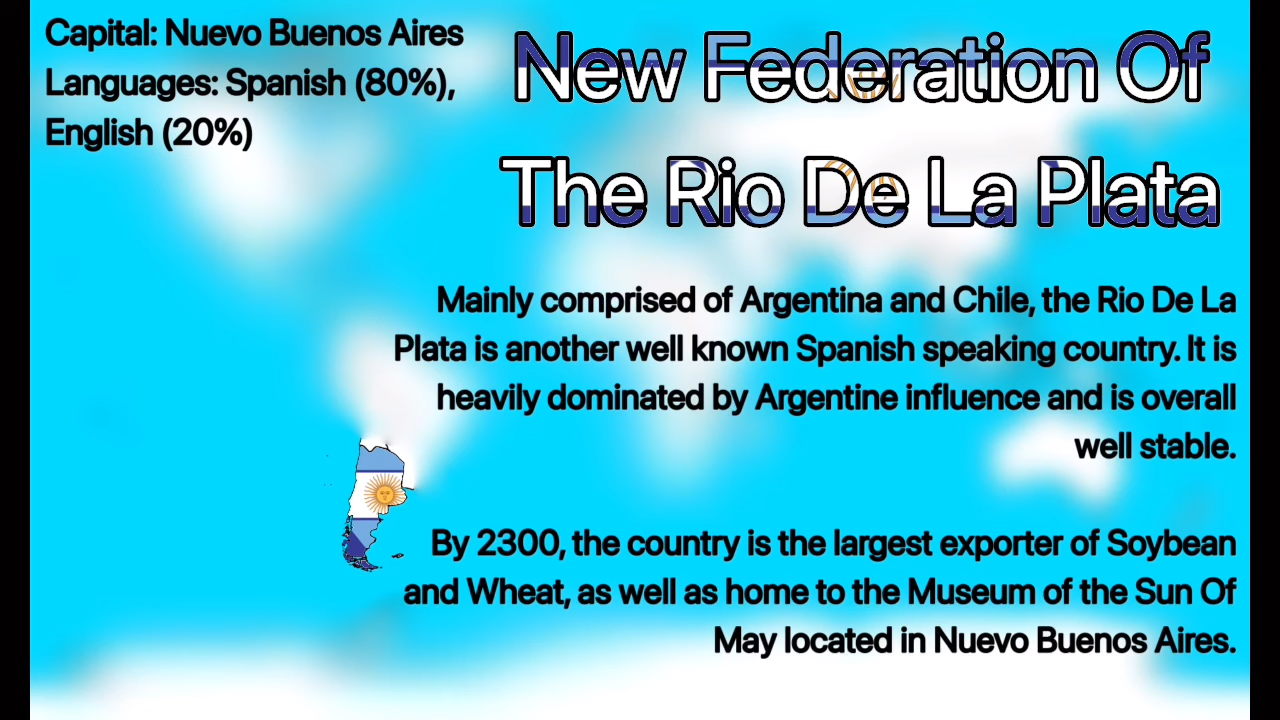 Capital: Nuevo Buenos Aires
Languages: Spanish (80%),
English (20%)
New Federation Of
The Rio De La Plata
Mainly comprised of Argentina and Chile, the Rio De La
Plata is another well known Spanish speaking country. It is
heavily dominated by Argentine influence and is overall
well stable.
By 2300, the country is the largest exporter of Soybean
and Wheat, as well as home to the Museum of the Sun Of
May located in Nuevo Buenos Aires.